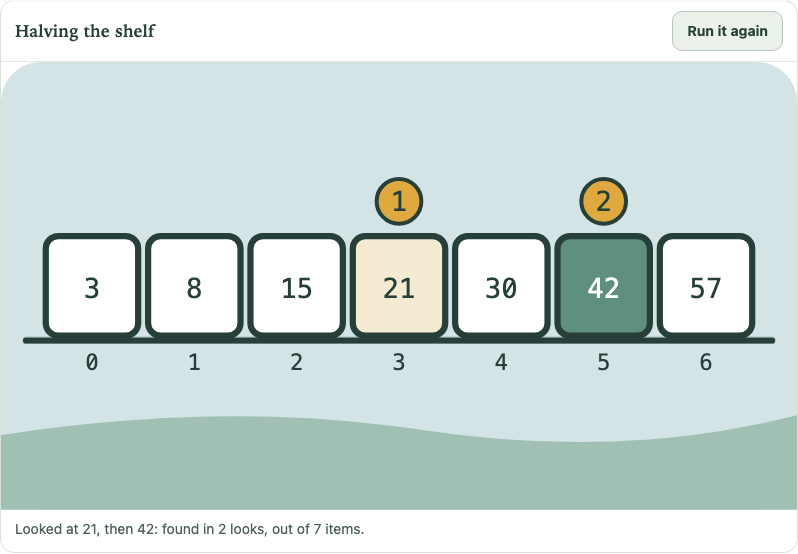 Halving the shelf
Run it again
1 2
3 8 15 21 30 42 57
0 1 2 3 4 5 6
Looked at 21, then 42: found in 2 looks, out of 7 items.